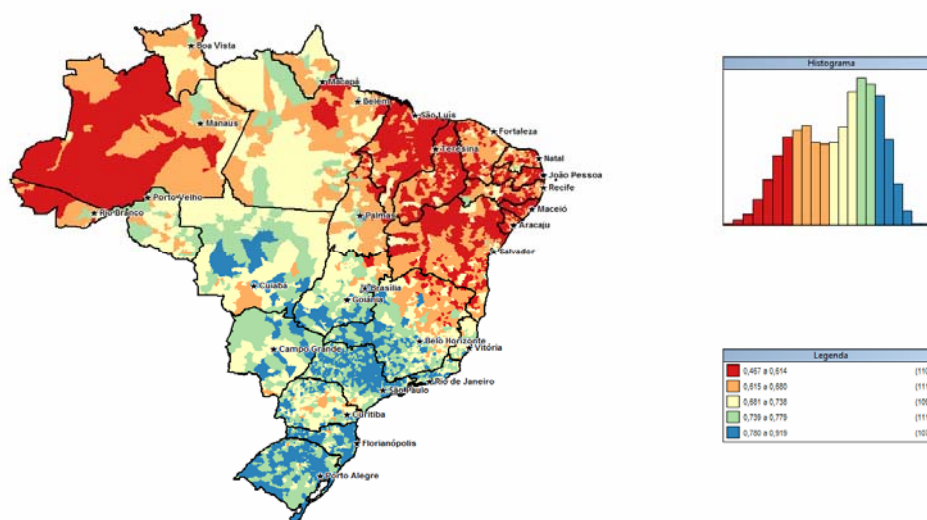 Boa Vista
Macapá
Belém
São Luís
Manaus
Fortaleza
Teresina
Natal
João Pessoa
Recife
Porto Velho
Rio Branco
Maceió
Palmas
Aracaju
Salvador
Cuiaba
Brasília
Goiânia
Belo Horizonte
Vitória
Campo Grande
Rio de Janeiro
São Paulo
Curitiba
Florianópolis
Porto Alegre
Histograma
Legenda
0,467 a 0,614
0,615 a 0,680
0,681 a 0,738
0,739 a 0,779
0,780 a 0,919